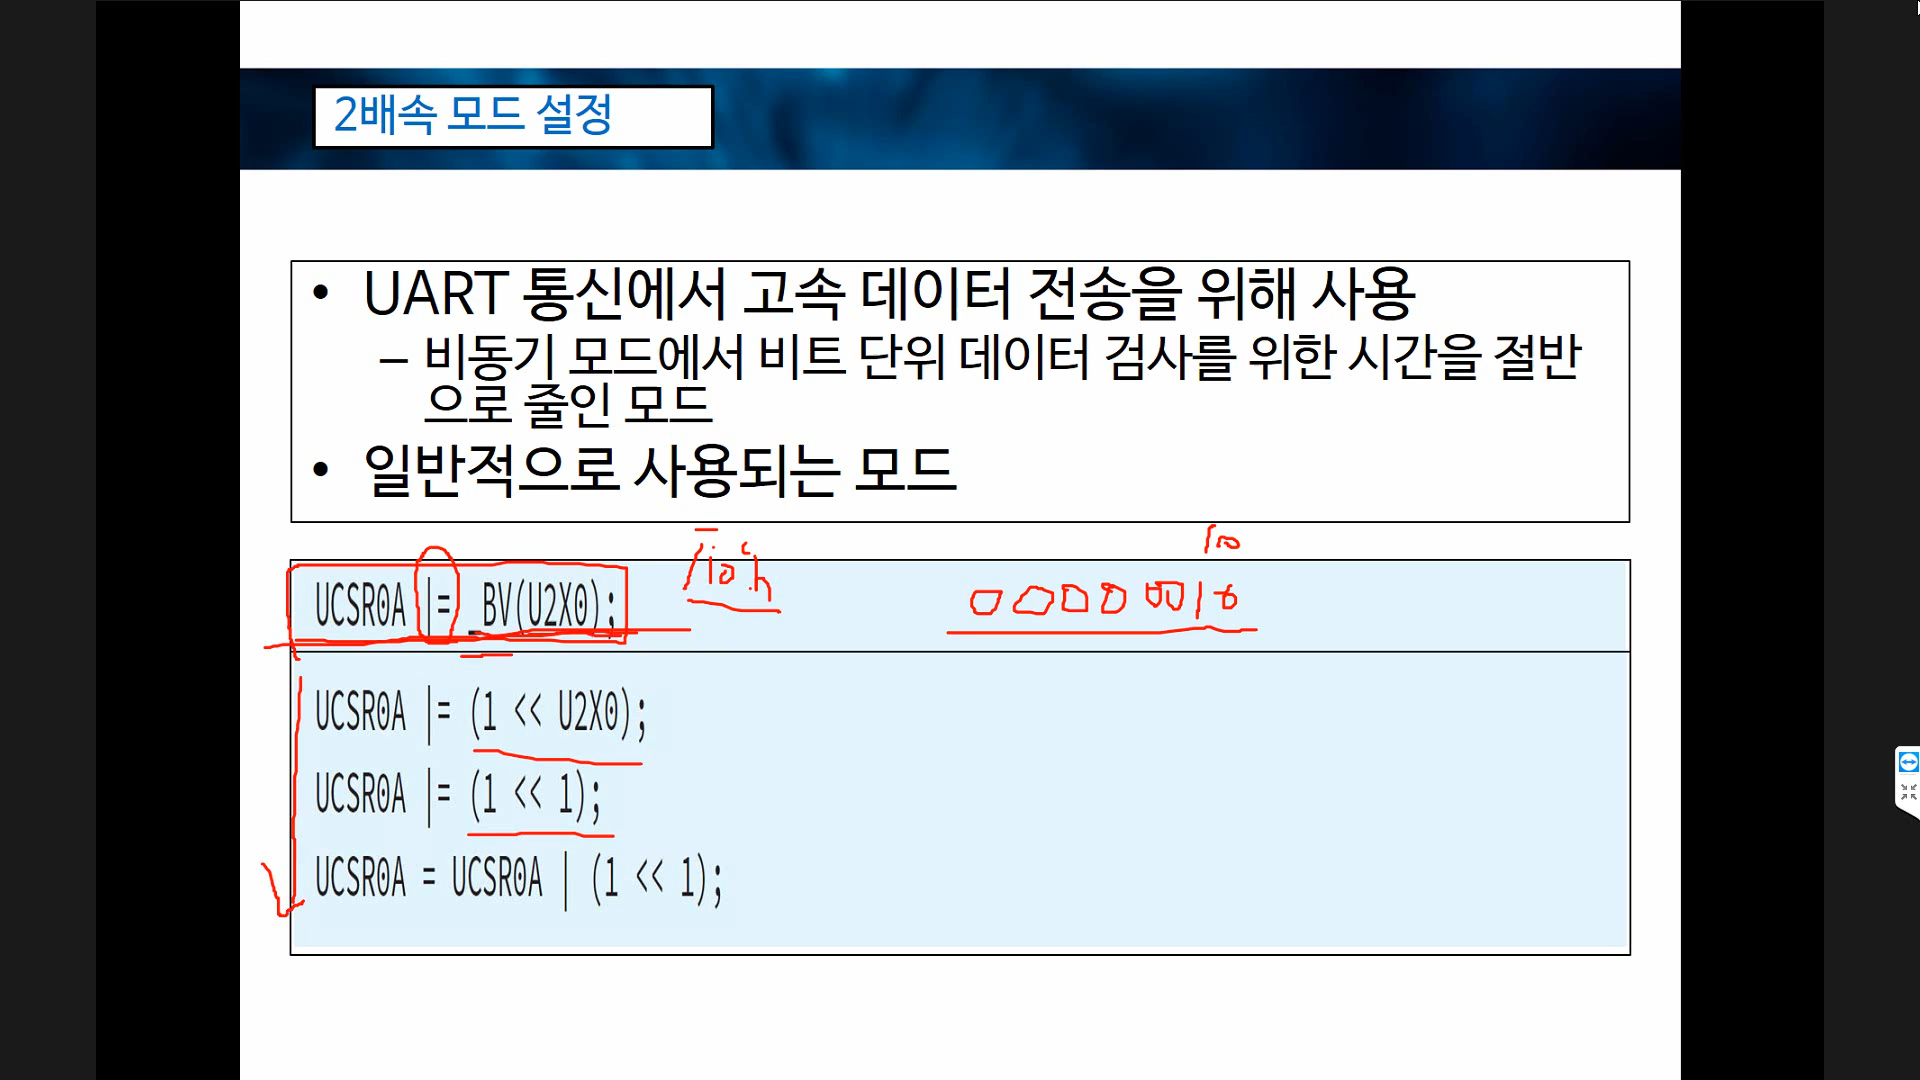 2배속 모드 설정
• UART 통신에서 고속 데이터 전송을 위해 사용
– 비동기 모드에서 비트 단위 데이터 검사를 위한 시간을 절반
으로 줄인 모드
• 일반적으로 사용되는 모드
10
UCSR0A |= _BV(U2X0); 00000010
UCSR0A |= (1 << U2X0);
UCSR0A |= (1 << 1);
UCSR0A = UCSR0A | (1 << 1);